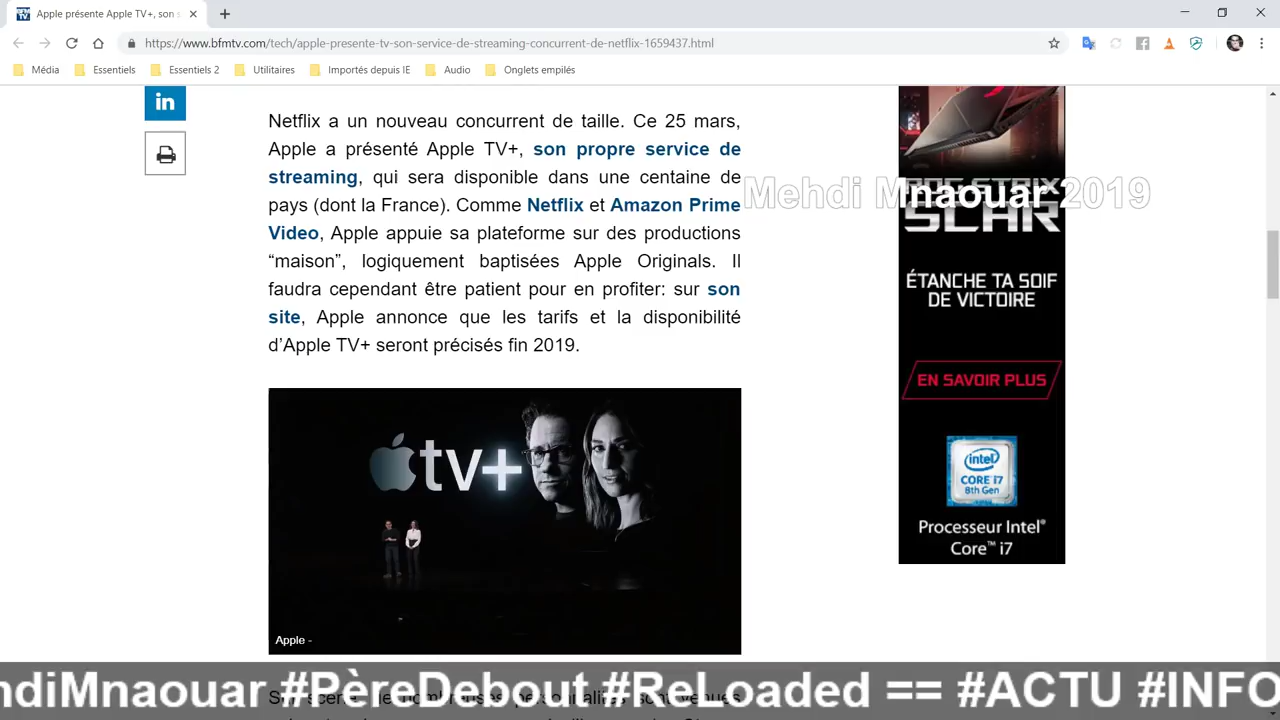 Apple présente Apple TV+, son s
https://www.bfmtv.com/tech/apple-presente-tv-son-service-de-streaming-concurrent-de-netflix-1659437.html
Média
Essentiels
Essentiels 2
Utilitaires
Importés depuis IE
Audio
Onglets empilés
in
Netflix a un nouveau concurrent de taille. Ce 25 mars,
Apple a présenté Apple TV+, son propre service de
streaming, qui sera disponible dans une centaine de
pays (dont la France). Comme Netflix et Amazon Prime
Video, Apple appuie sa plateforme sur des productions
“maison”, logiquement baptisées Apple Originals. Il
faut cependant être patient pour en profiter: sur son
site, Apple annonce que les tarifs et la disponibilité
d’Apple TV+ seront précisés fin 2019.
tv+
Apple -
Mehdi Mnaouar 2019
SCAR
ÉTANCHE TA SOIF
DE VICTOIRE
EN SAVOIR PLUS
intel
CORE i7
8th Gen
Processeur Intel®
Core™ i7
ndiMnaouar #PèreDebout #ReLoaded == #ACTU #INFO